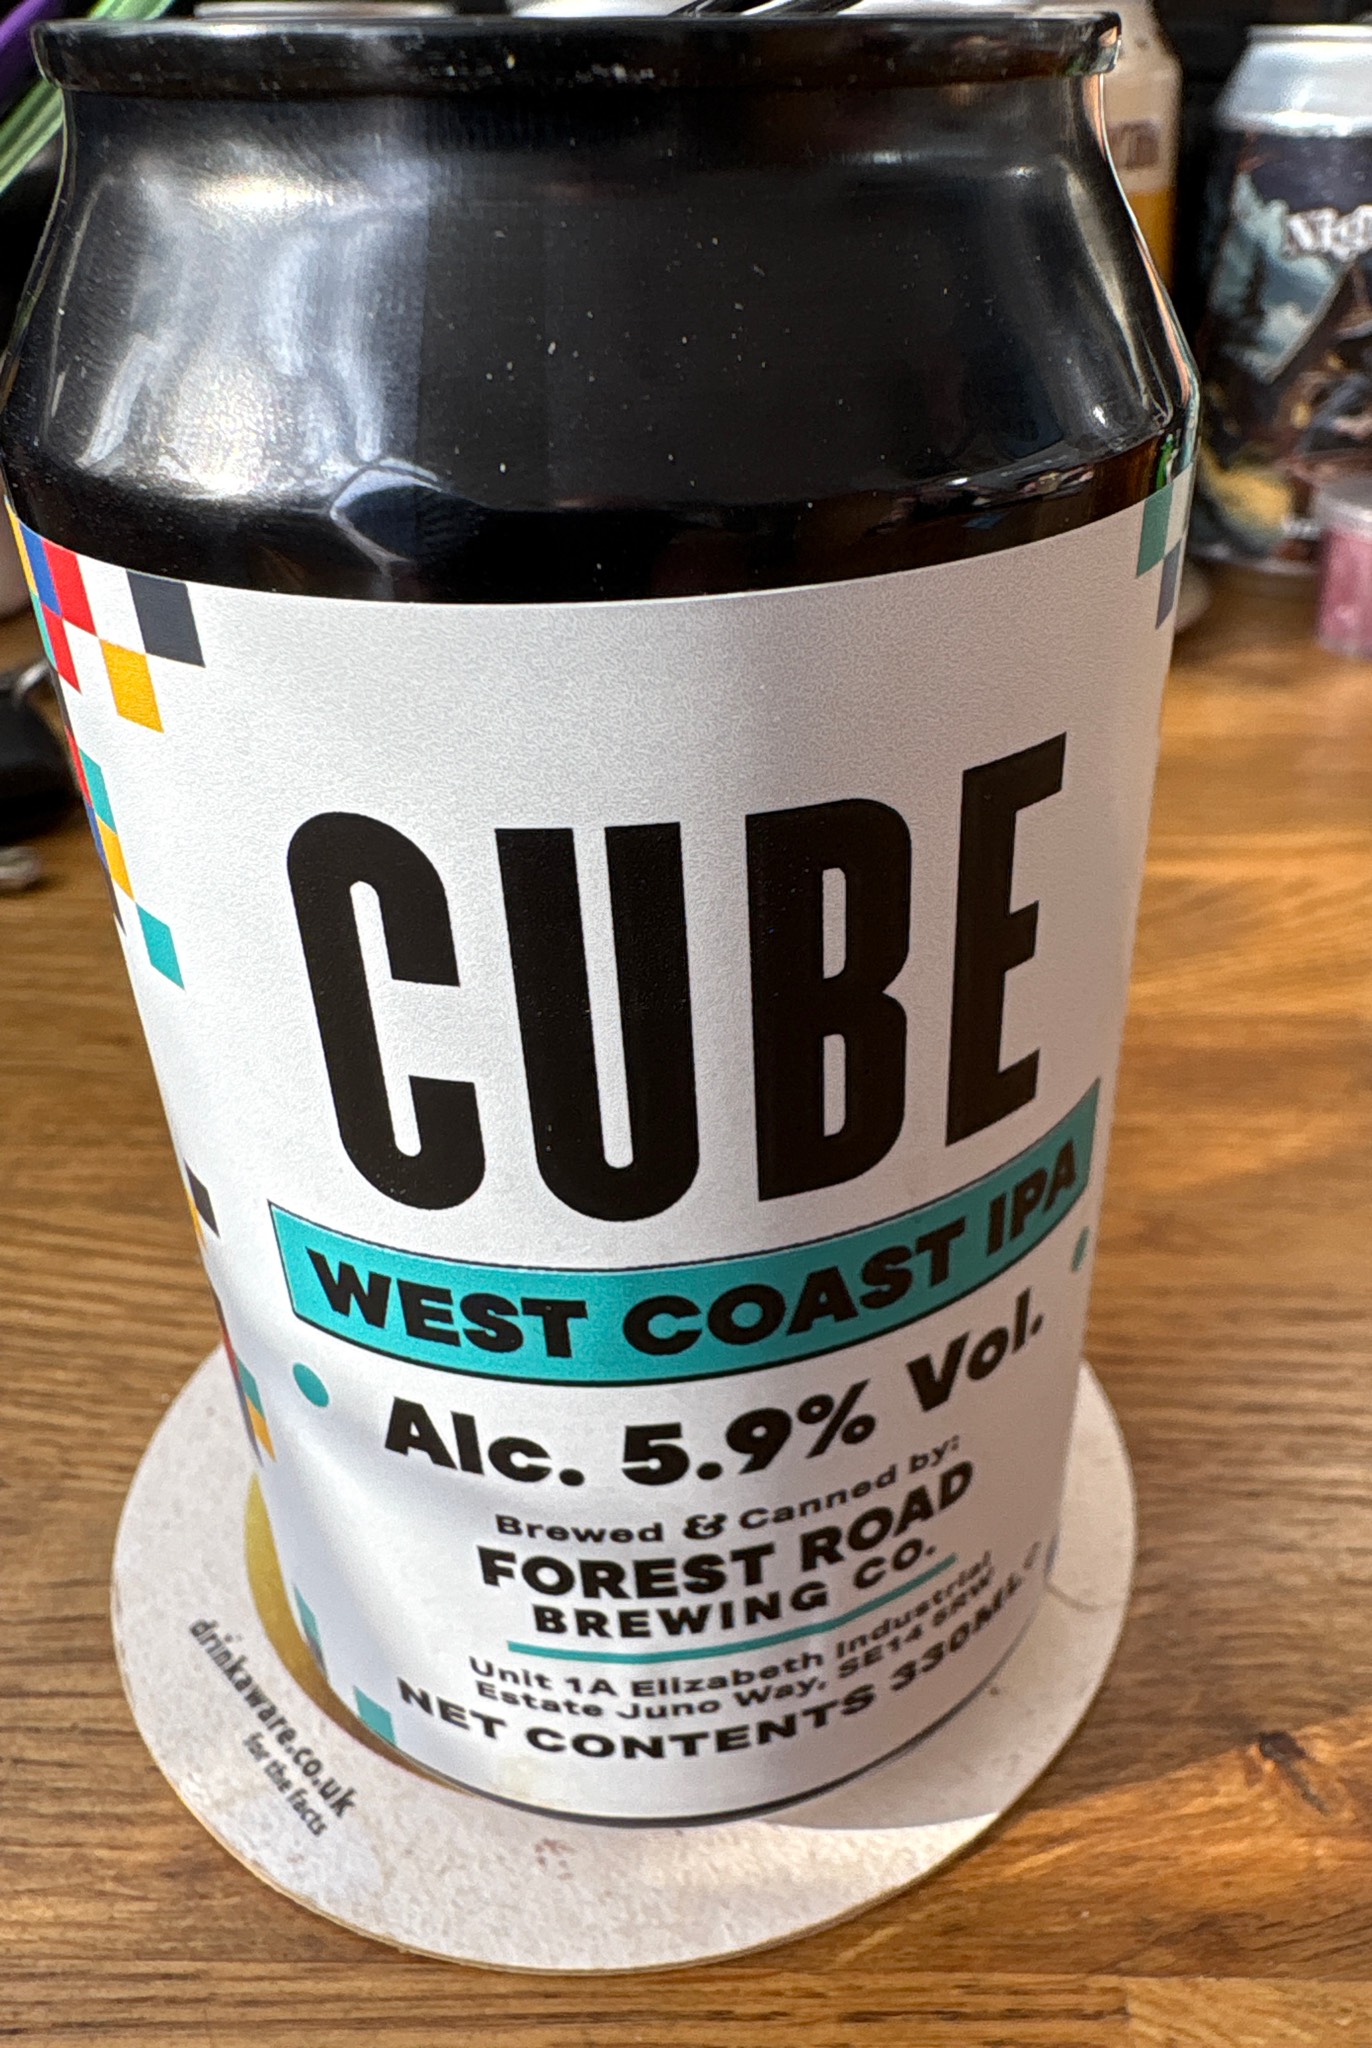 CUBE
WEST COAST IPA
Alc. 5.9% Vol.
Brewed & Canned by:
FOREST ROAD
BREWING CO.
Unit 1A Elizabeth Industrial
Estate Juno Way, SE14 5RW
NET CONTENTS 330ML
drinkaware.co.uk
for the facts